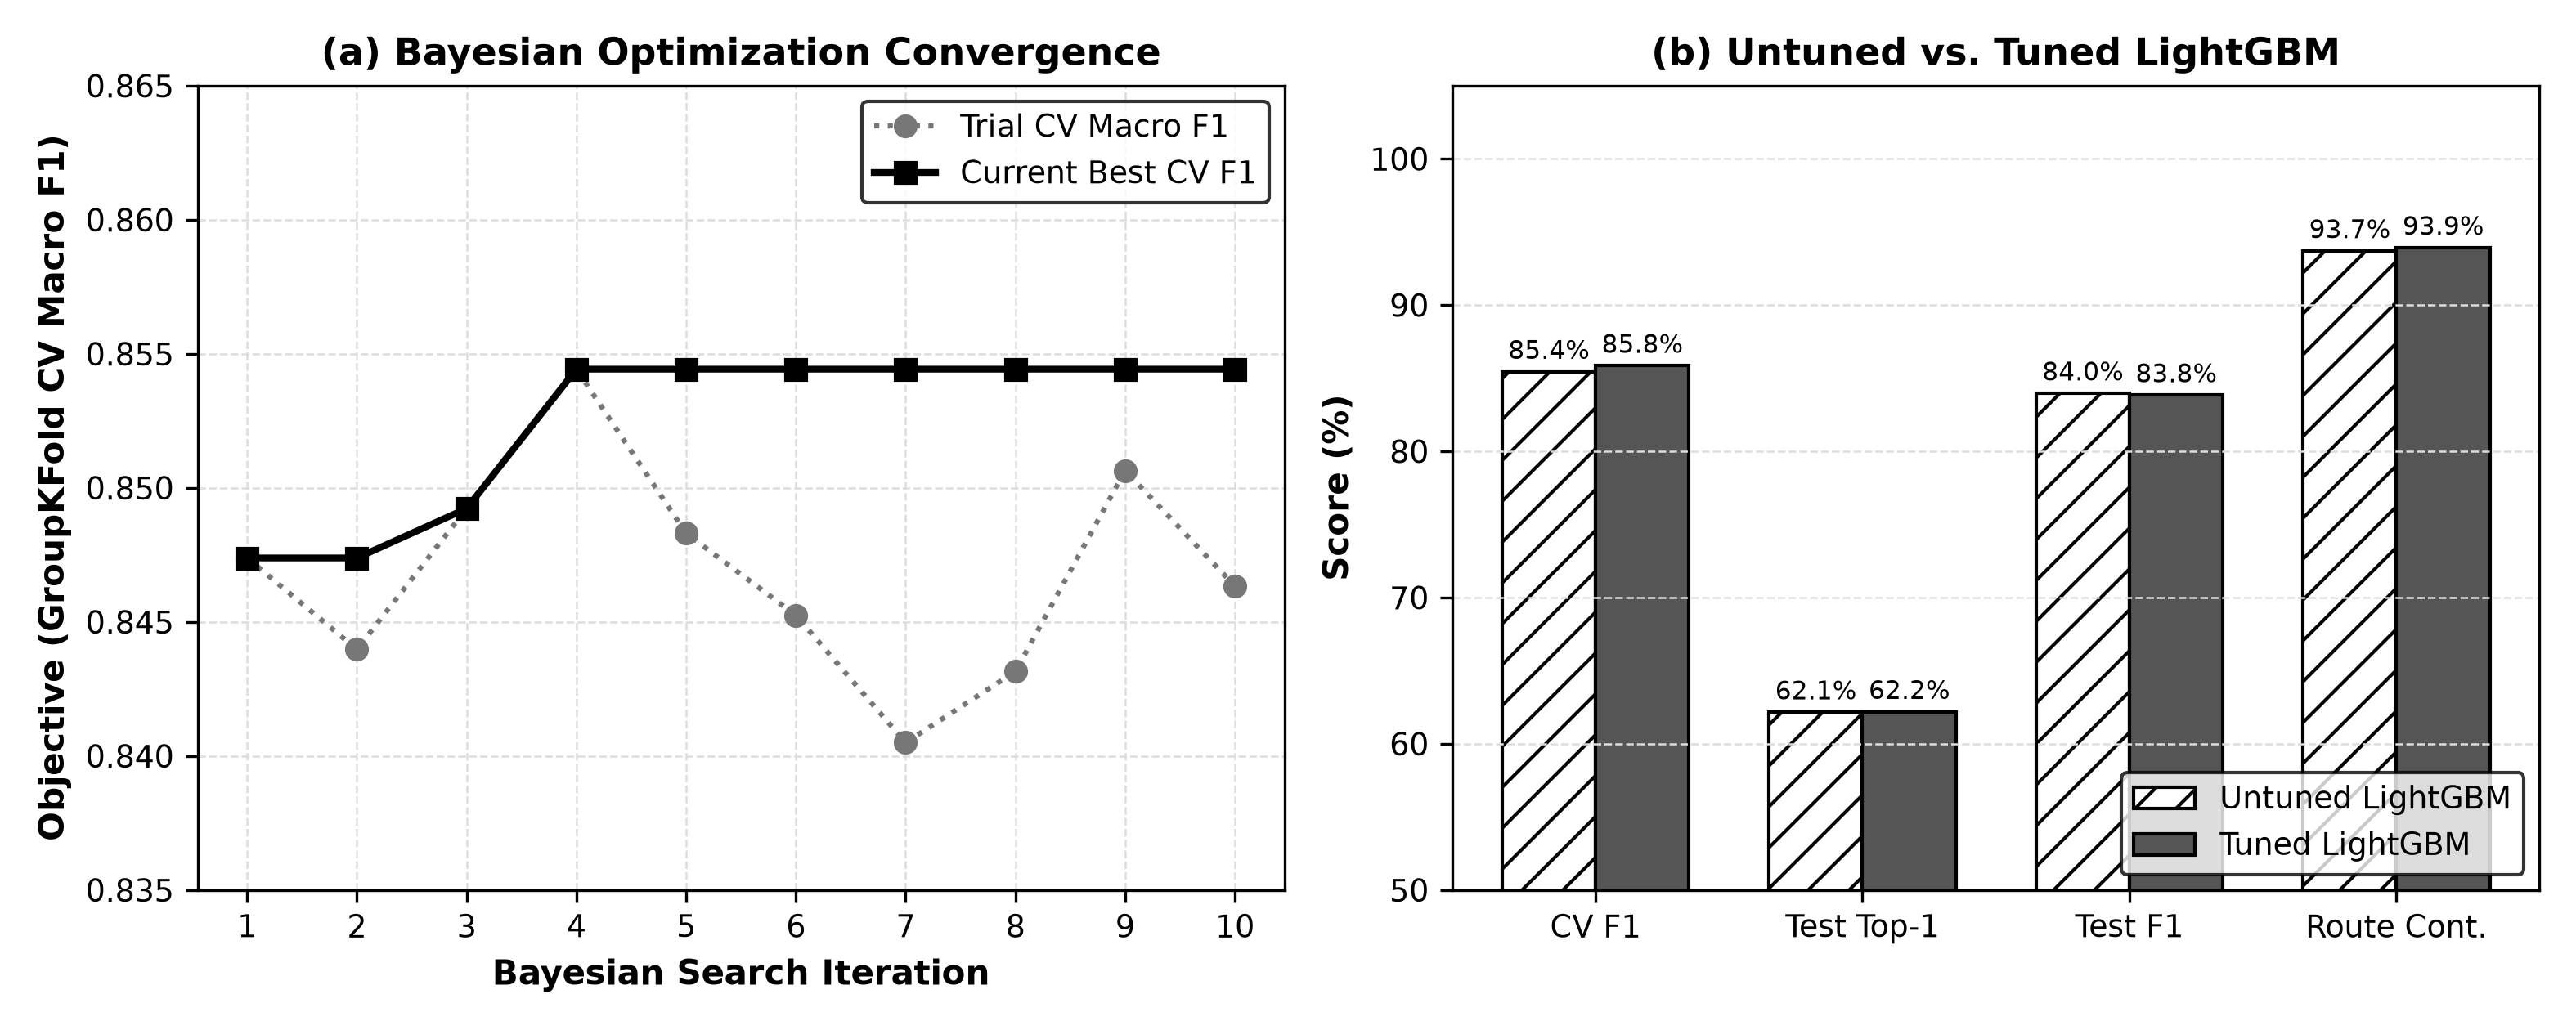 (a) Bayesian Optimization Convergence
Objective (GroupKFold CV Macro F1)
0.865
0.860
0.855
0.850
0.845
0.840
0.835
Trial CV Macro F1
Current Best CV F1
1 2 3 4 5 6 7 8 9 10
Bayesian Search Iteration
(b) Untuned vs. Tuned LightGBM
Score (%)
100
90
80
70
60
50
85.4% 85.8%
62.1% 62.2%
84.0% 83.8%
93.7% 93.9%
Untuned LightGBM
Tuned LightGBM
CV F1 Test Top-1 Test F1 Route Cont.